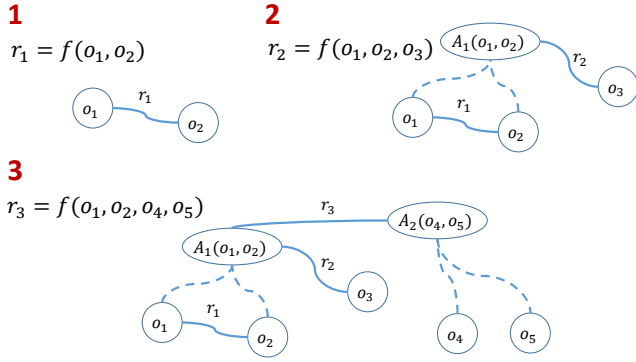 1
r₁ = f(o₁, o₂)
o₁
r₁
o₂
2
r₂ = f(o₁, o₂, o₃)
A₁(o₁, o₂)
r₂
o₃
o₁
r₁
o₂
3
r₃ = f(o₁, o₂, o₄, o₅)
r₃
A₁(o₁, o₂)
A₂(o₄, o₅)
r₂
o₃
o₁
r₁
o₂
o₄
o₅